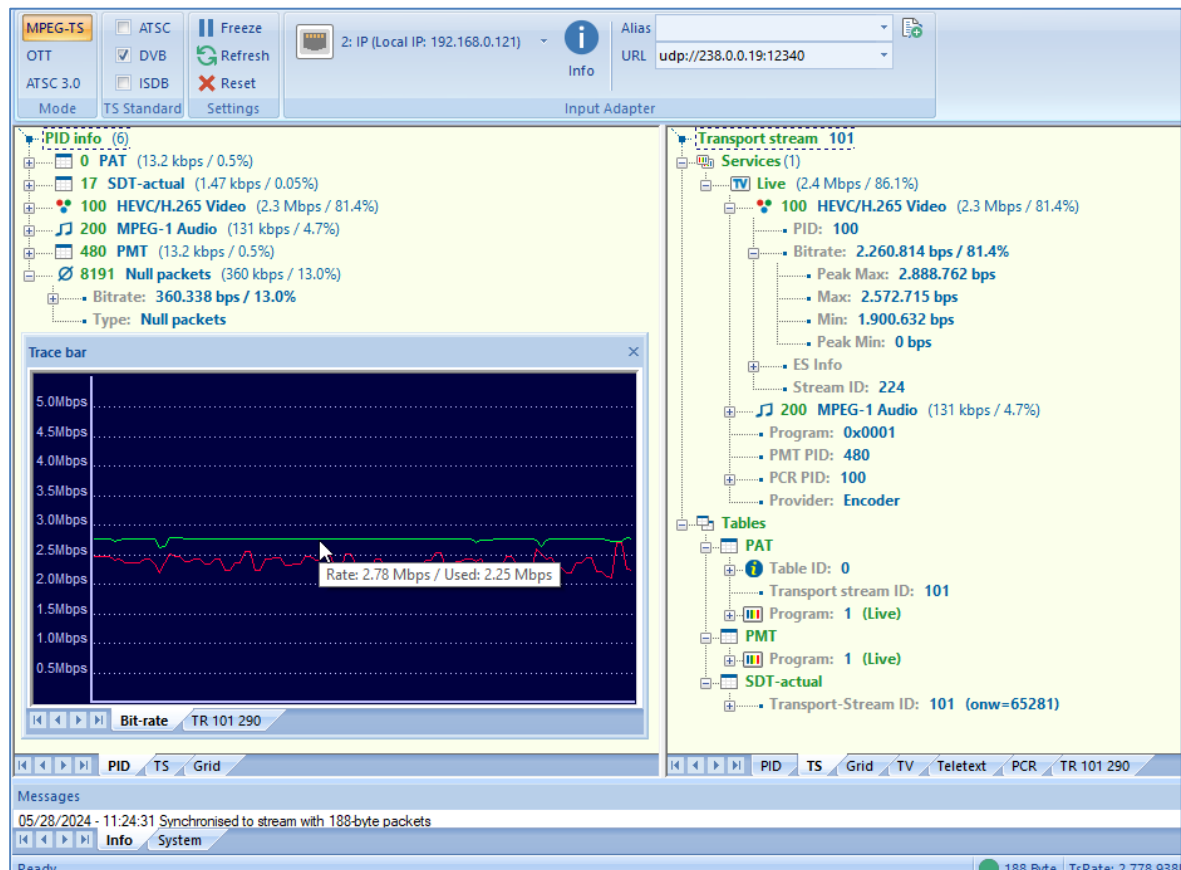 MPEG-TS
OTT
ATSC 3.0
Mode
ATSC
DVB
ISDB
TS Standard
Freeze
Refresh
Reset
Settings
2: IP (Local IP: 192.168.0.121)
Info
Alias
URL udp://238.0.0.19:12340
Input Adapter
PID info (6)
0 PAT (13.2 kbps / 0.5%)
17 SDT-actual (1.47 kbps / 0.05%)
100 HEVC/H.265 Video (2.3 Mbps / 81.4%)
200 MPEG-1 Audio (131 kbps / 4.7%)
480 PMT (13.2 kbps / 0.5%)
8191 Null packets (360 kbps / 13.0%)
Bitrate: 360.338 bps / 13.0%
Type: Null packets
Trace bar
5.0Mbps
4.5Mbps
4.0Mbps
3.5Mbps
3.0Mbps
2.5Mbps
2.0Mbps
1.5Mbps
1.0Mbps
0.5Mbps
Rate: 2.78 Mbps / Used: 2.25 Mbps
Bit-rate TR 101 290
PID TS Grid
Transport stream 101
Services (1)
TV Live (2.4 Mbps / 86.1%)
100 HEVC/H.265 Video (2.3 Mbps / 81.4%)
PID: 100
Bitrate: 2.260.814 bps / 81.4%
Peak Max: 2.888.762 bps
Max: 2.572.715 bps
Min: 1.900.632 bps
Peak Min: 0 bps
ES Info
Stream ID: 224
200 MPEG-1 Audio (131 kbps / 4.7%)
Program: 0x0001
PMT PID: 480
PCR PID: 100
Provider: Encoder
Tables
PAT
Table ID: 0
Transport stream ID: 101
Program: 1 (Live)
PMT
Program: 1 (Live)
SDT-actual
Transport-Stream ID: 101 (onw=65281)
PID TS Grid TV Teletext PCR TR 101 290
Messages
05/28/2024 - 11:24:31 Synchronised to stream with 188-byte packets
Info System
Ready
188 Byte TsRate: 2.778.938